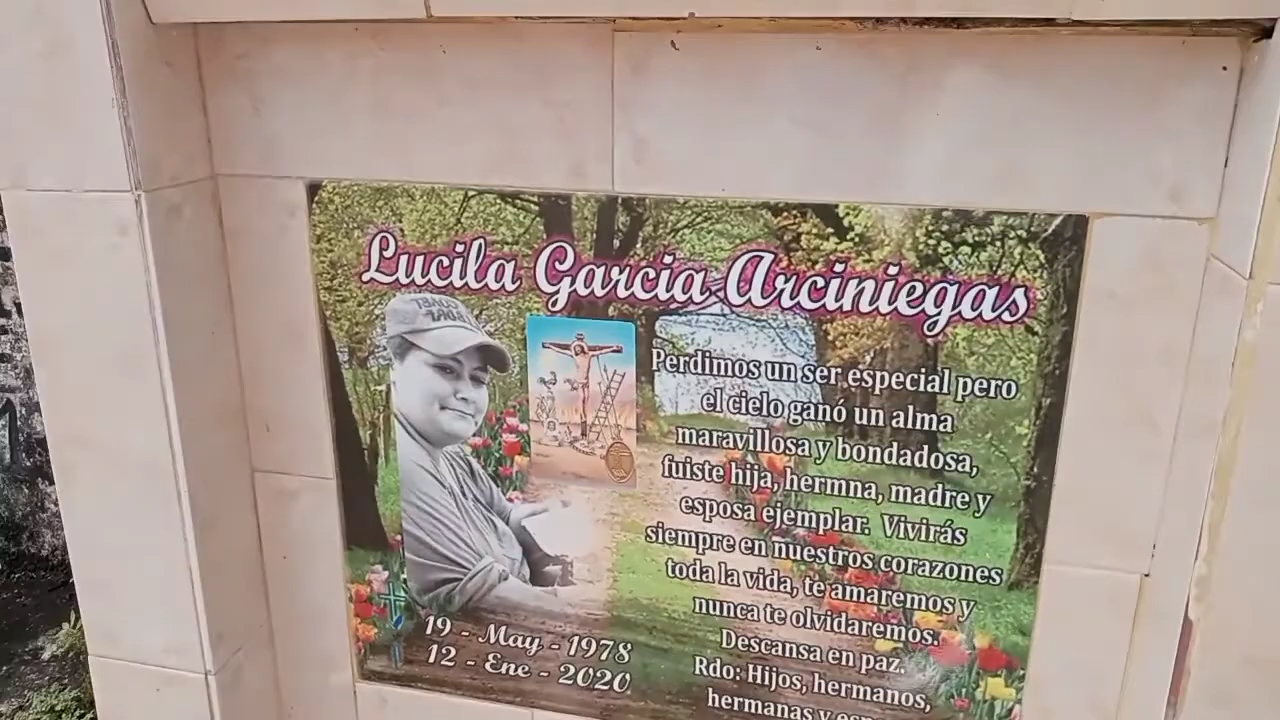 Lucila Garcia Arciniegas
Perdimos un ser especial pero
el cielo ganó un alma
maravillosa y bondadosa,
fuiste hija, hermna, madre y
esposa ejemplar. Vivirás
siempre en nuestros corazones
toda la vida, te amaremos y
nunca te olvidaremos.
Descansa en paz.
Rdo: Hijos, hermanos,
hermanas y
19 - May - 1978
12 - Ene - 2020